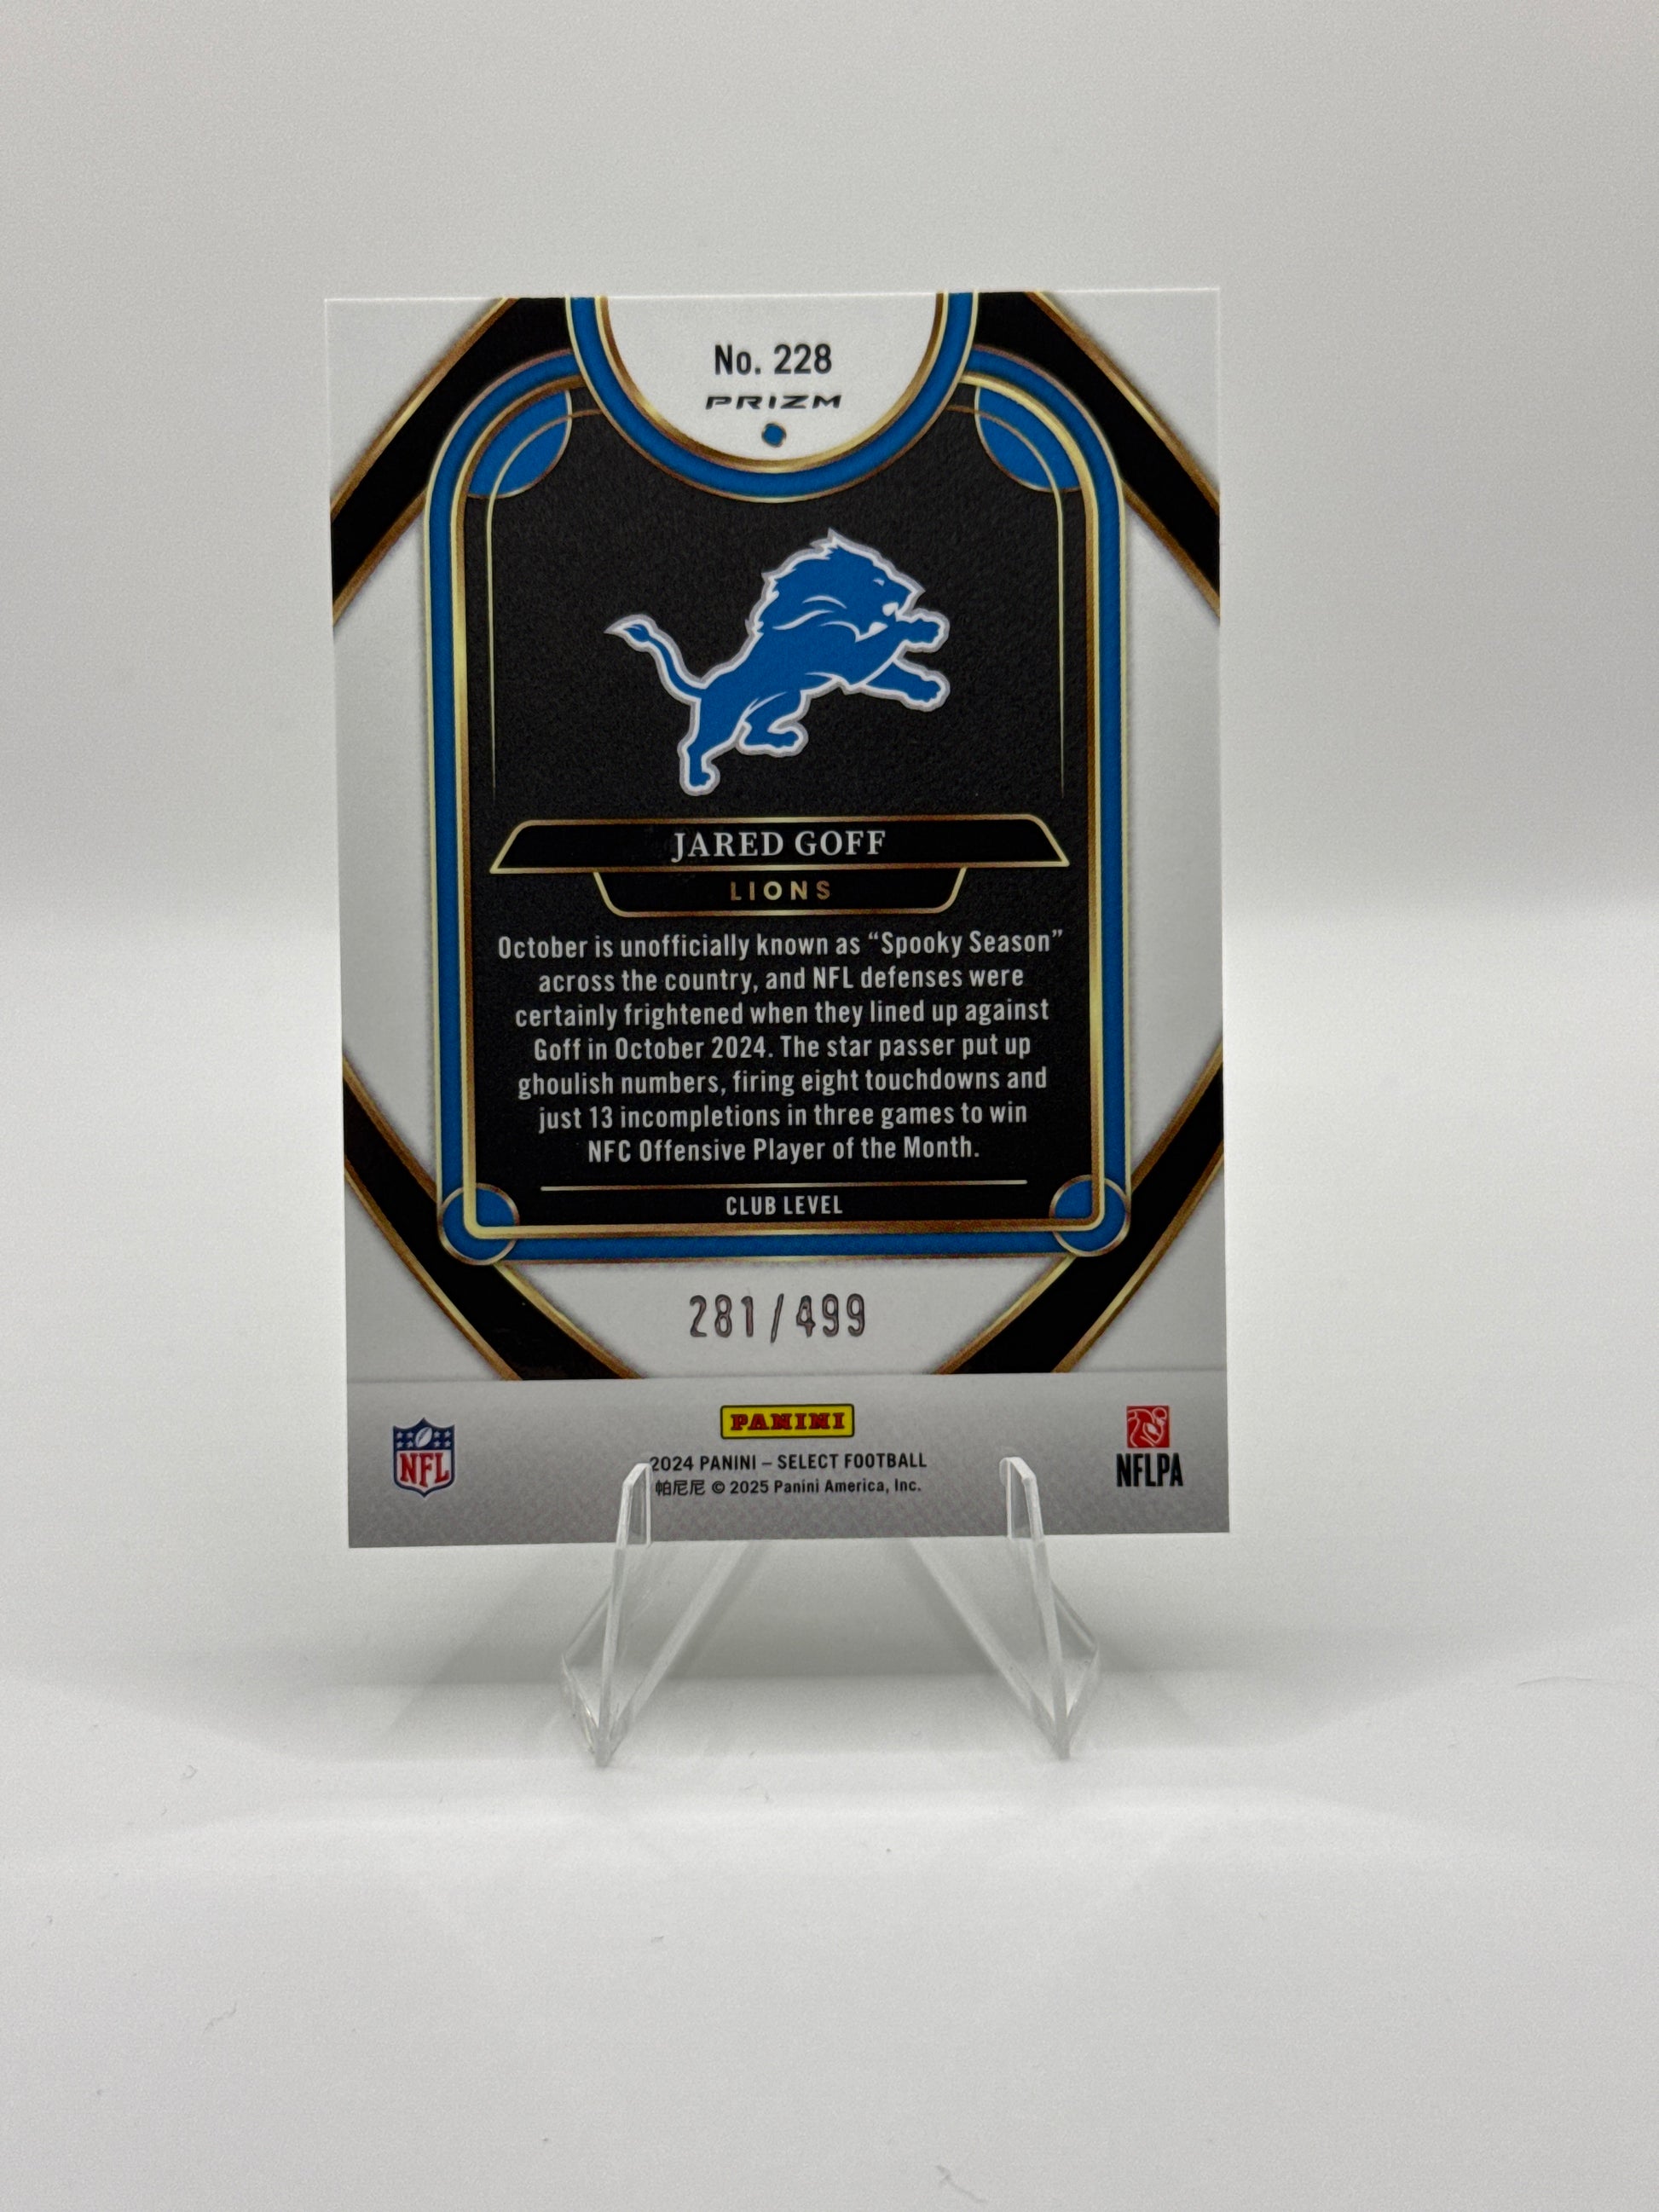 No. 228
PRIZM
JARED GOFF
LIONS
October is unofficially known as “Spooky Season”
across the country, and NFL defenses were
certainly frightened when they lined up against
Goff in October 2024. The star passer put up
ghoulish numbers, firing eight touchdowns and
just 13 incompletions in three games to win
NFC Offensive Player of the Month.
CLUB LEVEL
281/499
PANINI
NFL
2024 PANINI – SELECT FOOTBALL
帕尼尼 © 2025 Panini America, Inc.
NFLPA